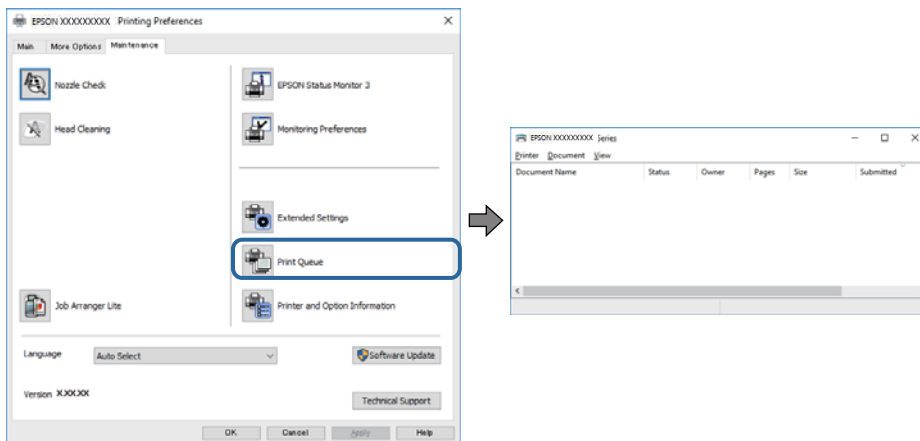 EPSON XXXXXXXXX Printing Preferences
Main More Options Maintenance
Nozzle Check
EPSON Status Monitor 3
Head Cleaning
Monitoring Preferences
Extended Settings
Print Queue
Job Arranger Lite
Printer and Option Information
Language Auto Select
Software Update
Version X.XX.XX
Technical Support
OK Cancel Apply Help
EPSON XXXXXXXXX Series
Printer Document View
Document Name Status Owner Pages Size Submitted